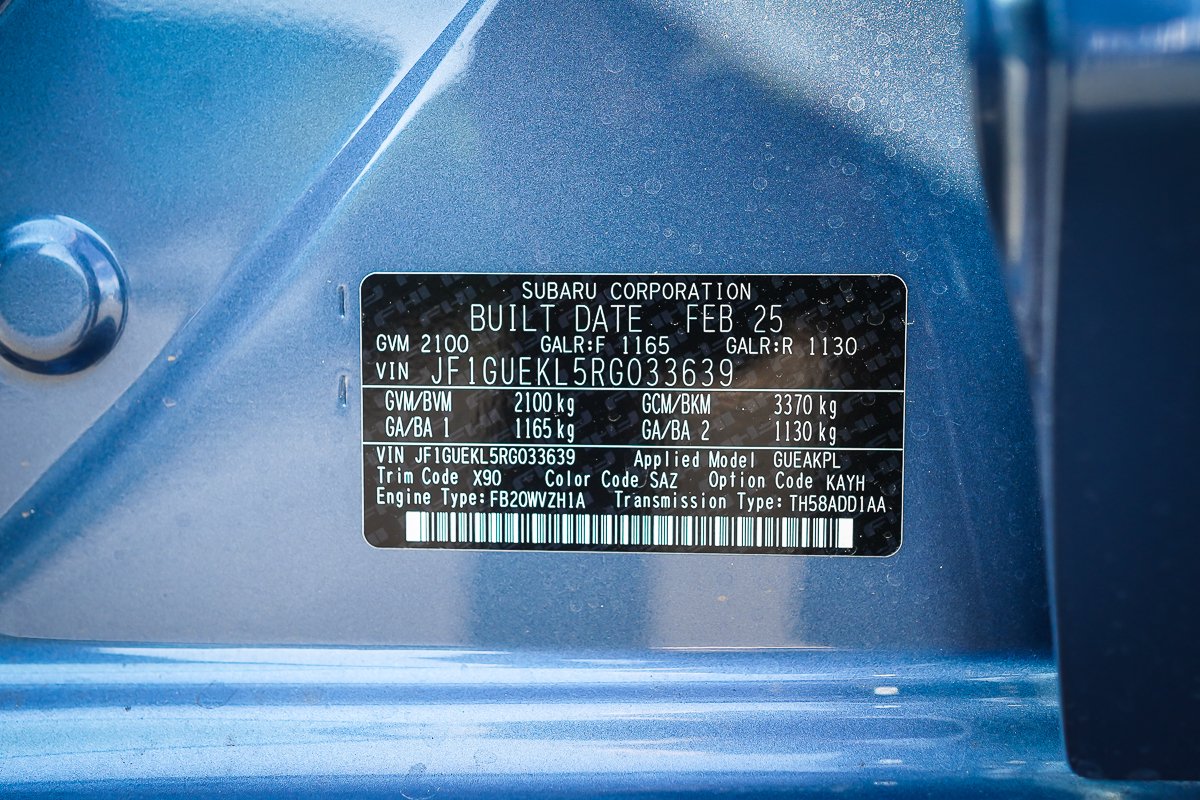 SUBARU CORPORATION
BUILT DATE FEB 25
GVM 2100 GALR:F 1165 GALR:R 1130
VIN JF1GUEKL5RG033639
GVM/BVM 2100 kg GCM/BKM 3370 kg
GA/BA 1 1165 kg GA/BA 2 1130 kg
VIN JF1GUEKL5RG033639 Applied Model GUEAKPL
Trim Code X90 Color Code SAZ Option Code KAYH
Engine Type:FB20WVZH1A Transmission Type:TH58ADD1AA